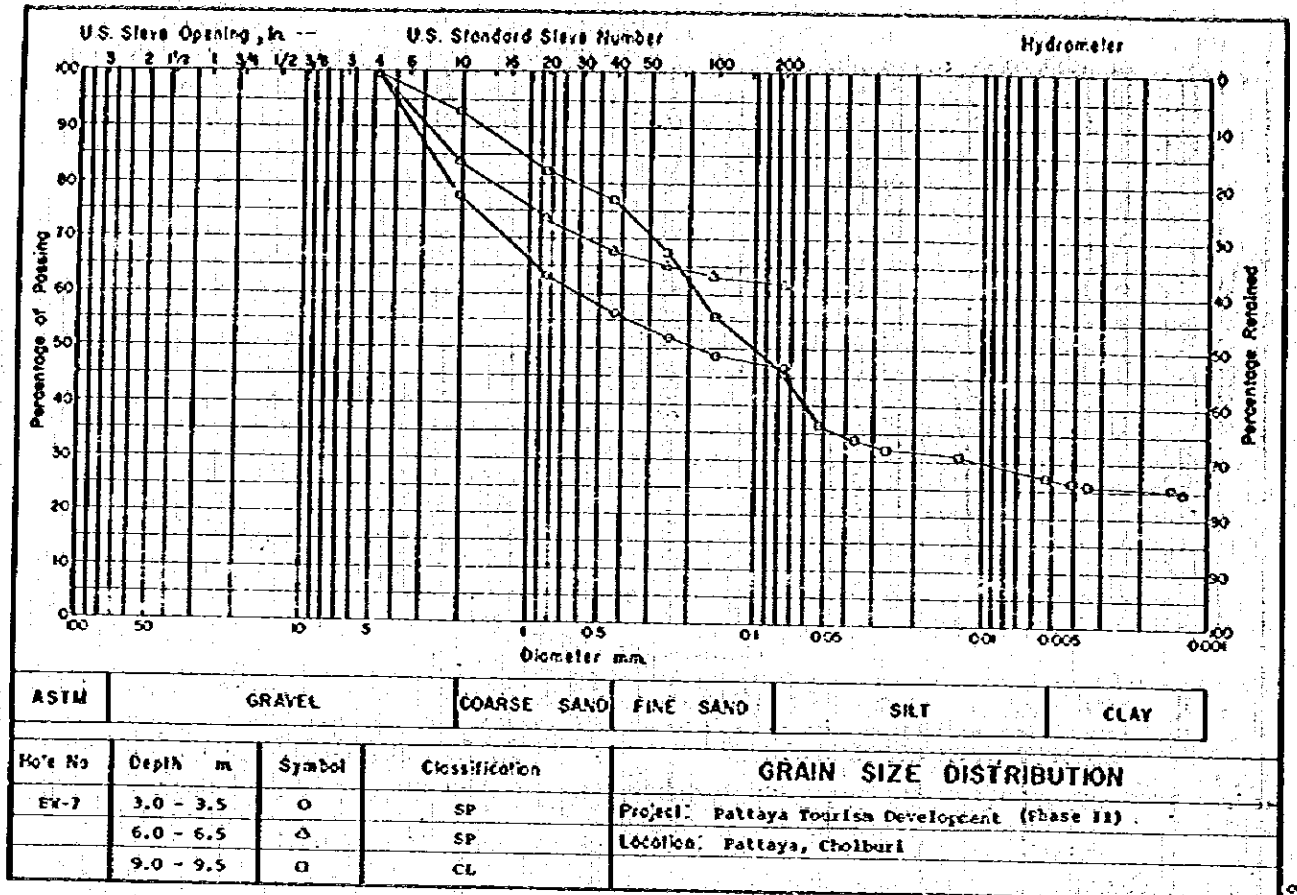 U.S. Sieve Opening, In. --
U.S. Standard Sieve Number
Hydrometer
3 2 1½ 1 3/4 1/2 3/8 3 4 6 10 16 20 30 40 50 100 200
100 90 80 70 60 50 40 30 20 10 0
Percentage of Passing
0 10 20 30 40 50 60 70 90 90 100
Percentage Retained
100 50 10 5 1 0.5 0.1 0.05 0.01 0.005 0.001
Diameter mm.
ASTM GRAVEL COARSE SAND FINE SAND SILT CLAY
Hole No Depth m Symbol Classification
3.0 - 3.5 SP
6.0 - 6.5 SP
9.0 - 9.5 CL
GRAIN SIZE DISTRIBUTION
Project: Pattaya Tourism Development (Phase II)
Location: Pattaya, Cholburi